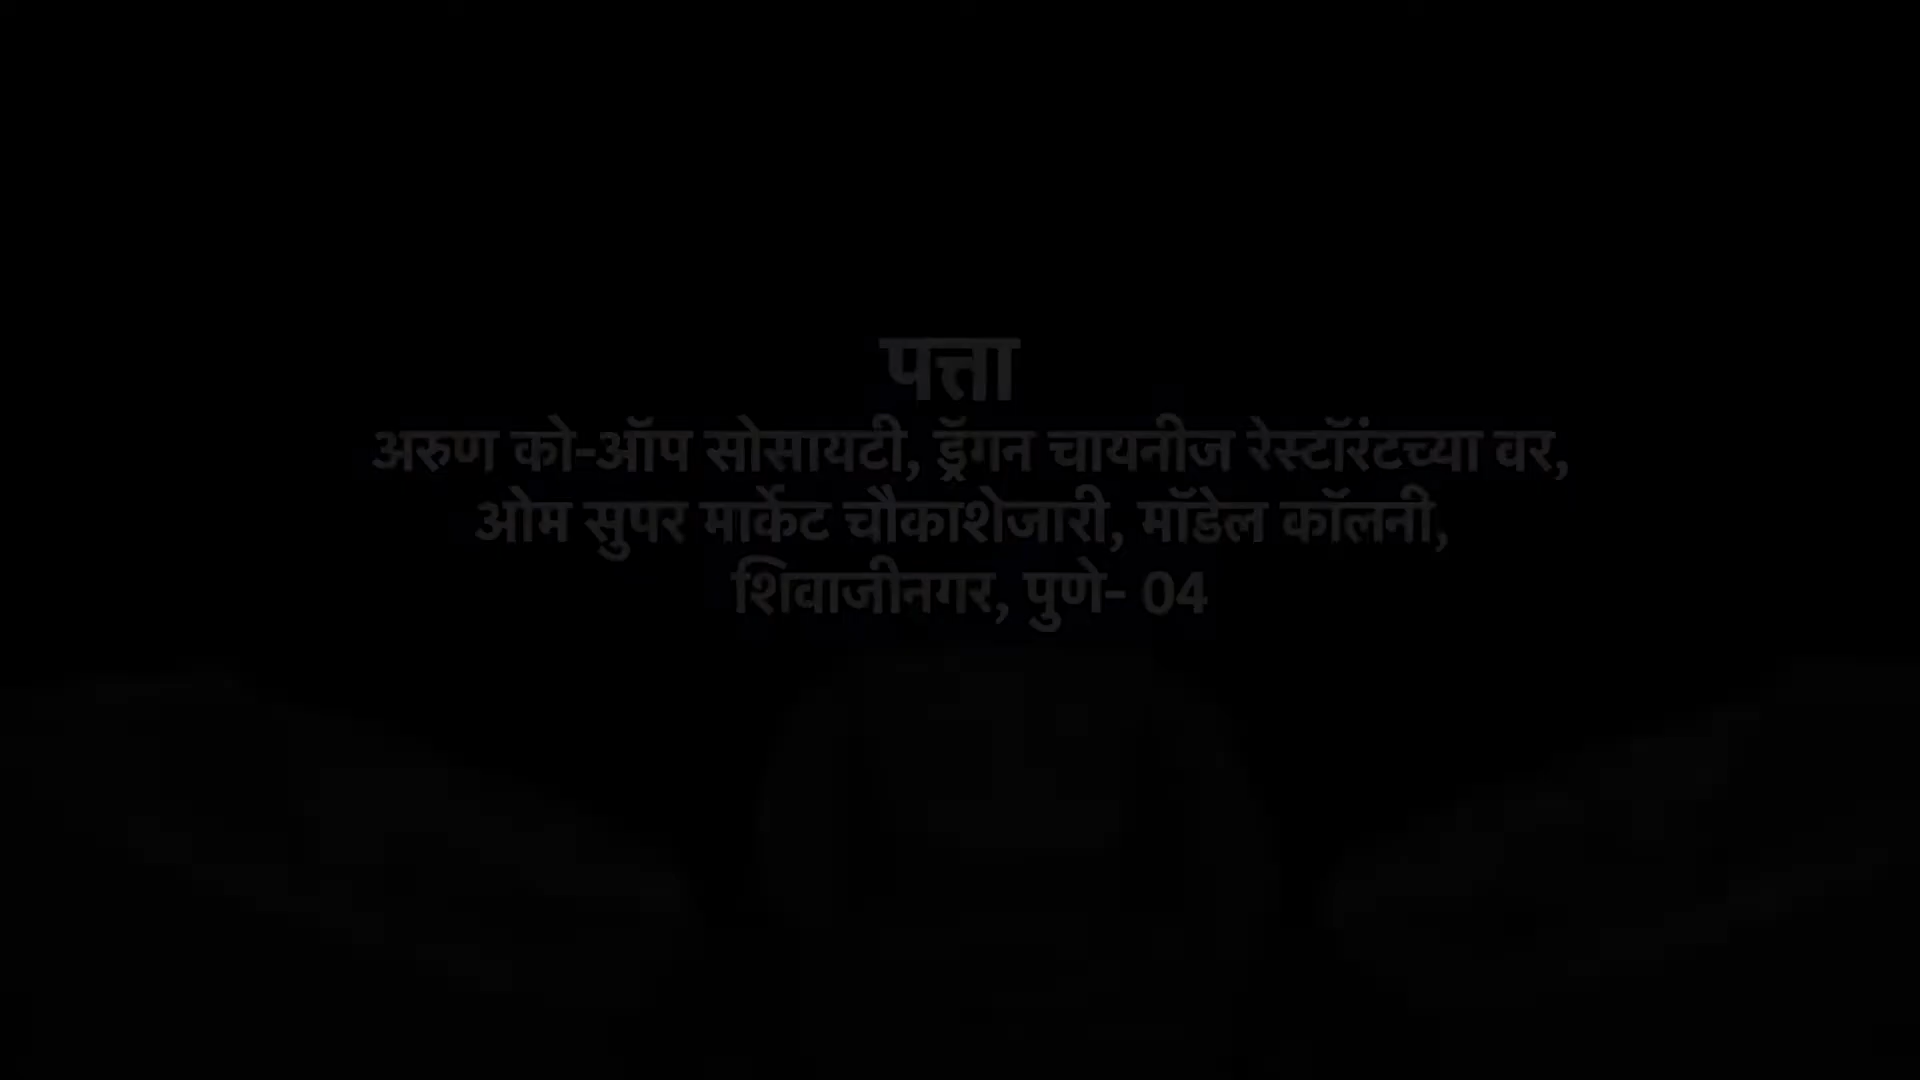 पत्ता
अरुण को-ऑप सोसायटी, ड्रॅगन चायनीज रेस्टॉरंटच्या वर,
ओम सुपर मार्केट चौकाशेजारी, मॉडेल कॉलनी,
शिवाजीनगर, पुणे- 04